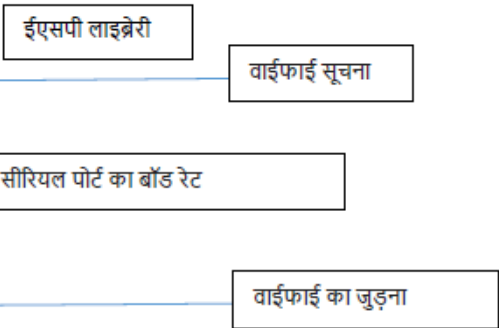 ईएसपी लाइब्रेरी
वाईफाई सूचना
सीरियल पोर्ट का बॉड रेट
वाईफाई का जुड़ना